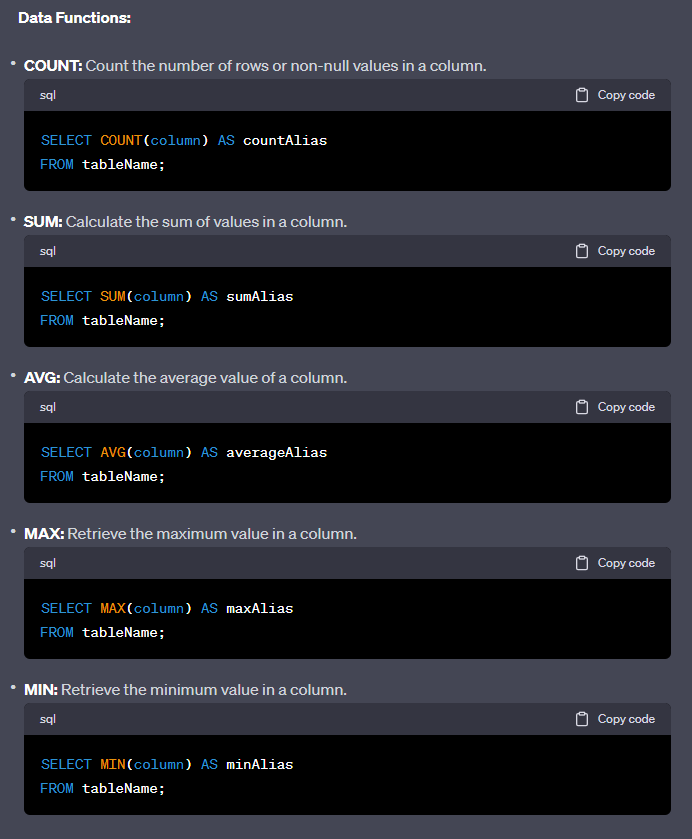 Data Functions:
• COUNT: Count the number of rows or non-null values in a column.
sql Copy code
SELECT COUNT(column) AS countAlias
FROM tableName;
• SUM: Calculate the sum of values in a column.
sql Copy code
SELECT SUM(column) AS sumAlias
FROM tableName;
• AVG: Calculate the average value of a column.
sql Copy code
SELECT AVG(column) AS averageAlias
FROM tableName;
• MAX: Retrieve the maximum value in a column.
sql Copy code
SELECT MAX(column) AS maxAlias
FROM tableName;
• MIN: Retrieve the minimum value in a column.
sql Copy code
SELECT MIN(column) AS minAlias
FROM tableName;